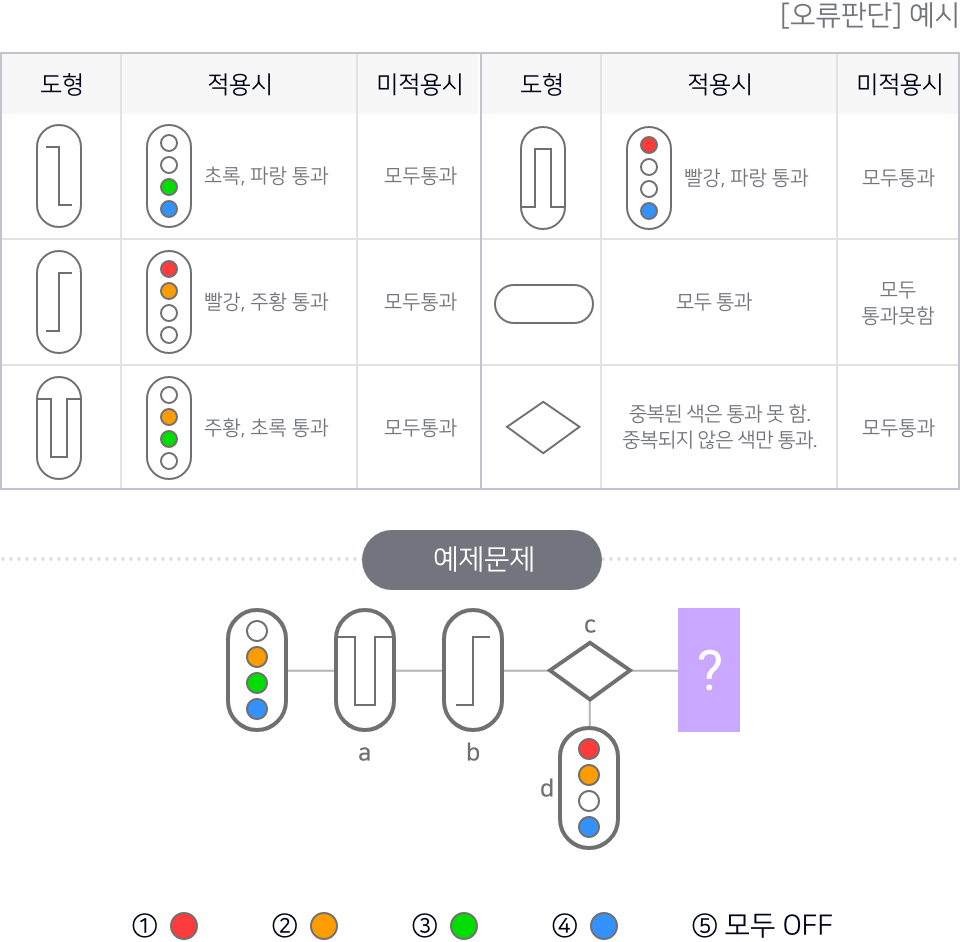 [오류판단] 예시
도형 적용시 미적용시 도형 적용시 미적용시
초록, 파랑 통과 모두통과 빨강, 파랑 통과 모두통과
빨강, 주황 통과 모두통과 모두 통과 모두
통과못함
주황, 초록 통과 모두통과 중복된 색은 통과 못 함. 모두통과
중복되지 않은 색만 통과.
예제문제
c
?
a b
d
① ② ③ ④ ⑤ 모두 OFF